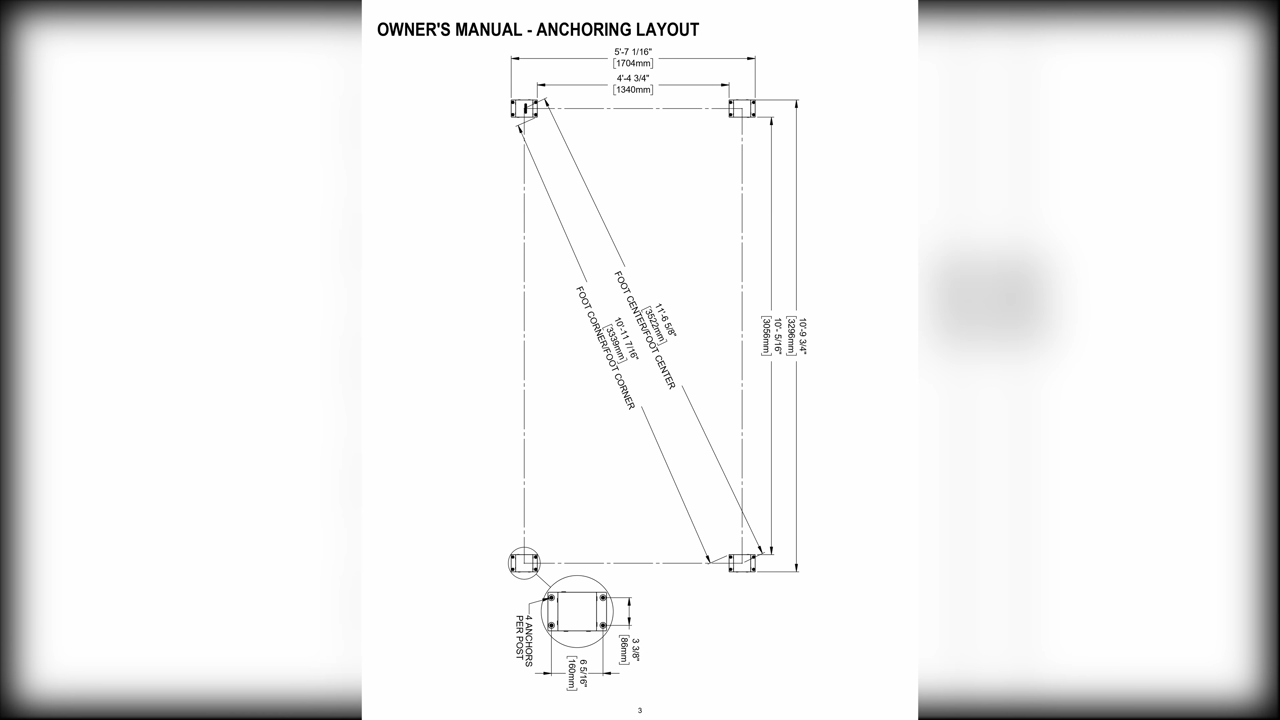 OWNER'S MANUAL - ANCHORING LAYOUT
5'-7 1/16"
[1704mm]
4'-4 3/4"
[1340mm]
10'-9 3/4"
[3296mm]
10'- 5/16"
[3056mm]
11'-6 5/8"
[3522mm]
FOOT CENTER/FOOT CENTER
10'-11 7/16"
[3339mm]
FOOT CORNER/FOOT CORNER
4 ANCHORS
PER POST
3 3/8"
[86mm]
6 5/16"
[160mm]
3